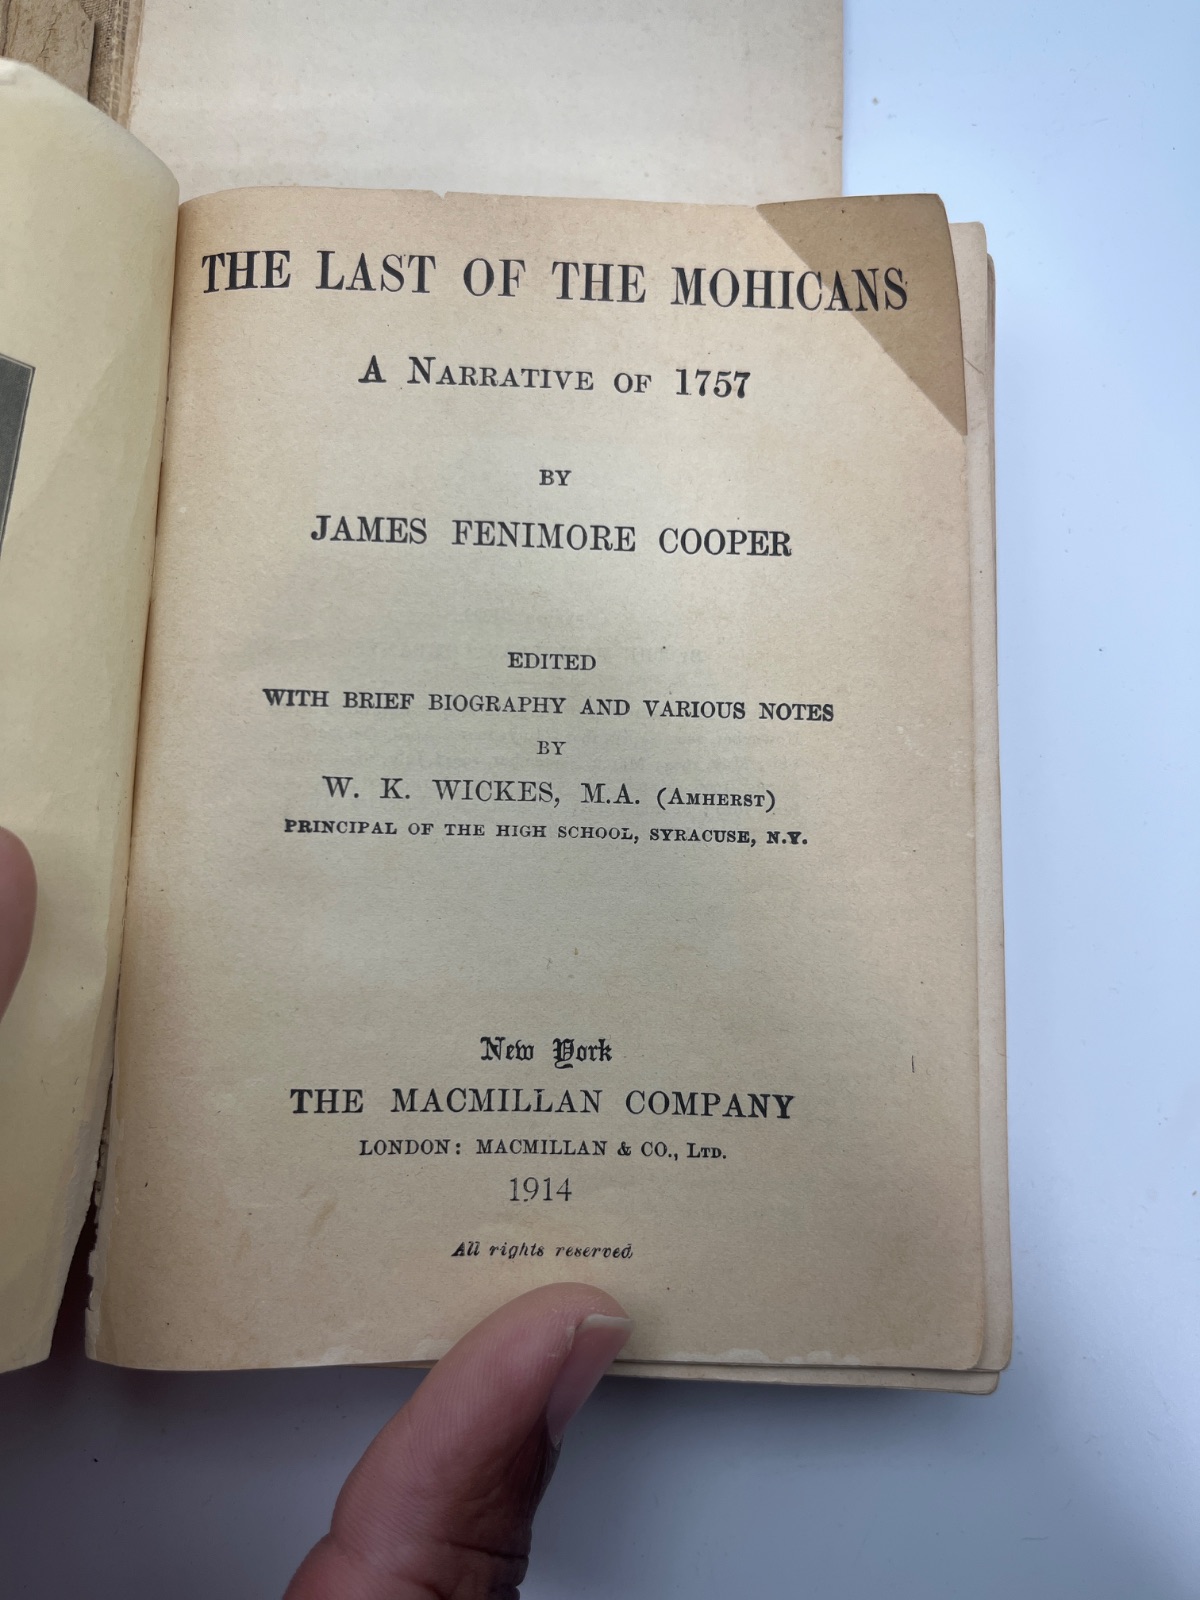 THE LAST OF THE MOHICANS
A NARRATIVE OF 1757
BY
JAMES FENIMORE COOPER
EDITED
WITH BRIEF BIOGRAPHY AND VARIOUS NOTES
BY
W. K. WICKES, M.A. (AMHERST)
PRINCIPAL OF THE HIGH SCHOOL, SYRACUSE, N.Y.
New York
THE MACMILLAN COMPANY
LONDON: MACMILLAN & CO., LTD.
1914
All rights reserved